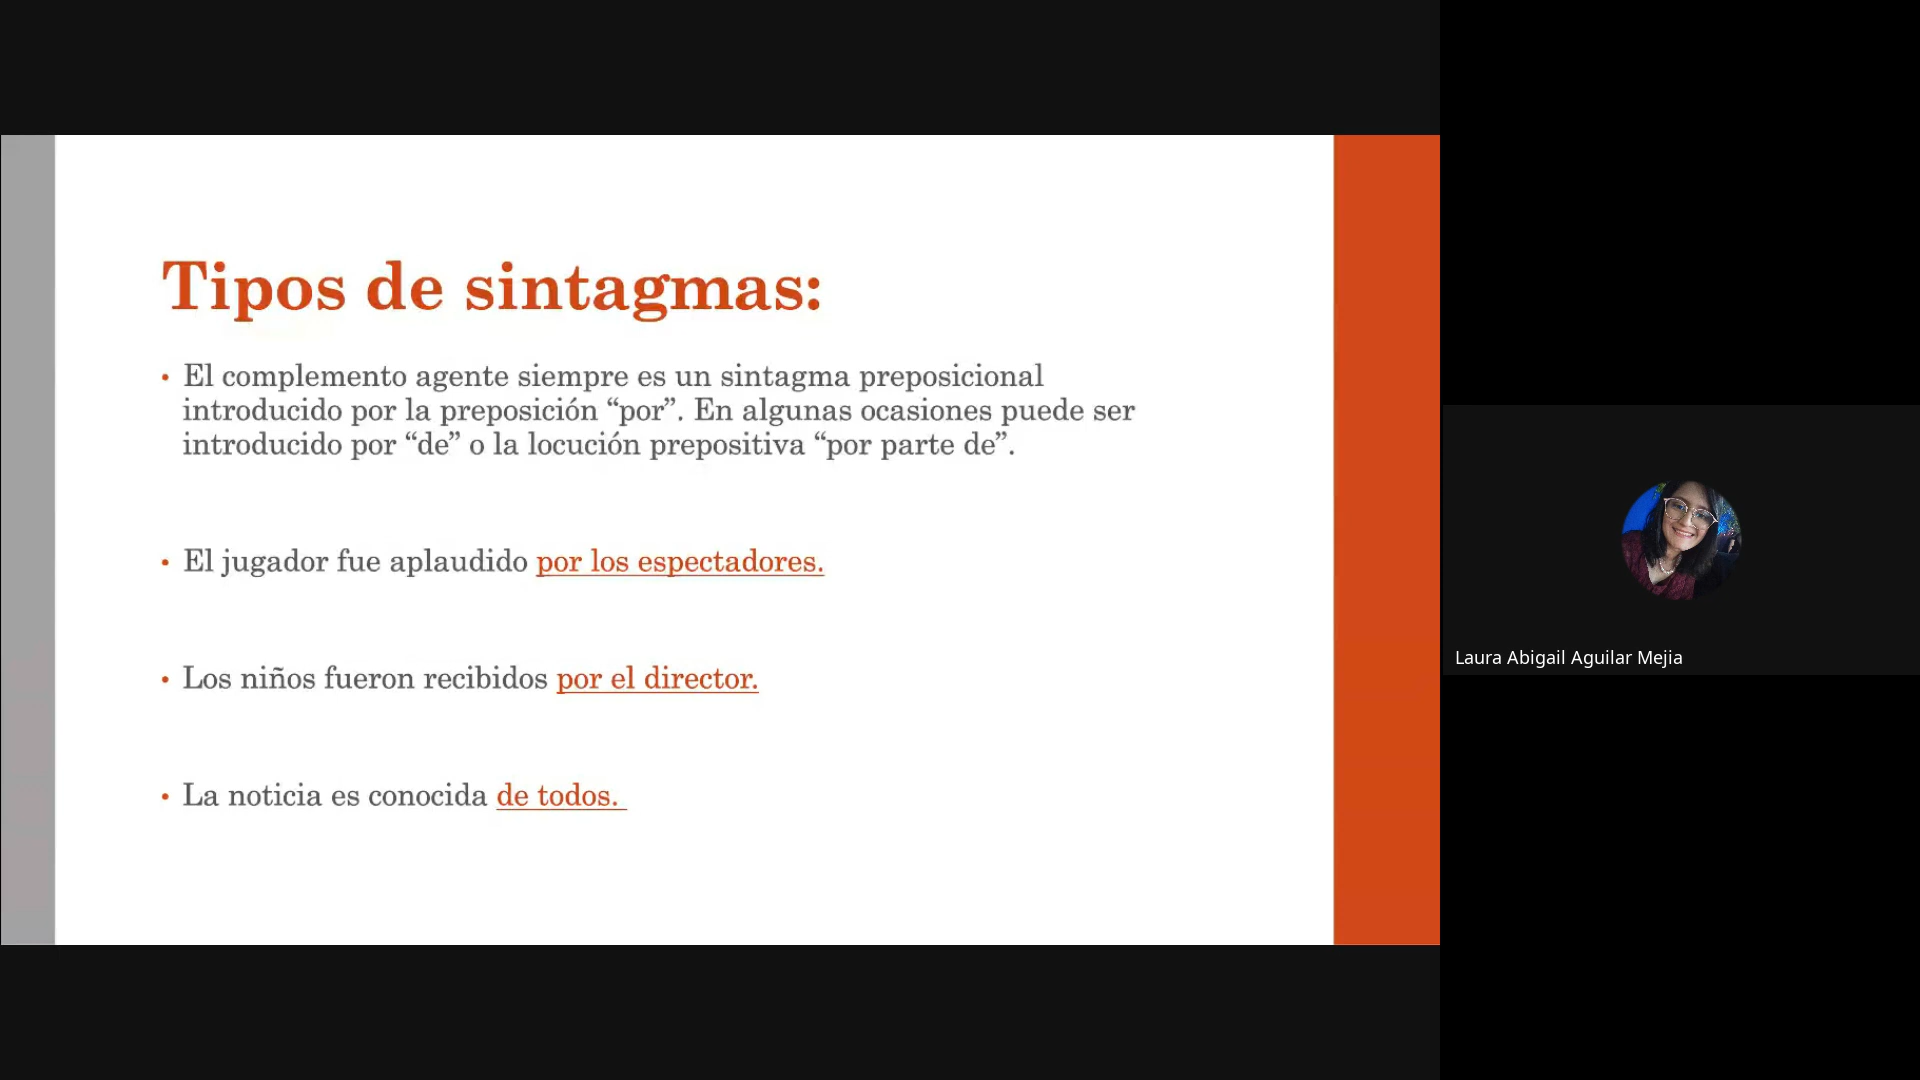 Tipos de sintagmas:
• El complemento agente siempre es un sintagma preposicional
introducido por la preposición “por”. En algunas ocasiones puede ser
introducido por “de” o la locución prepositiva “por parte de”.
• El jugador fue aplaudido por los espectadores.
• Los niños fueron recibidos por el director.
• La noticia es conocida de todos.
Laura Abigail Aguilar Mejia